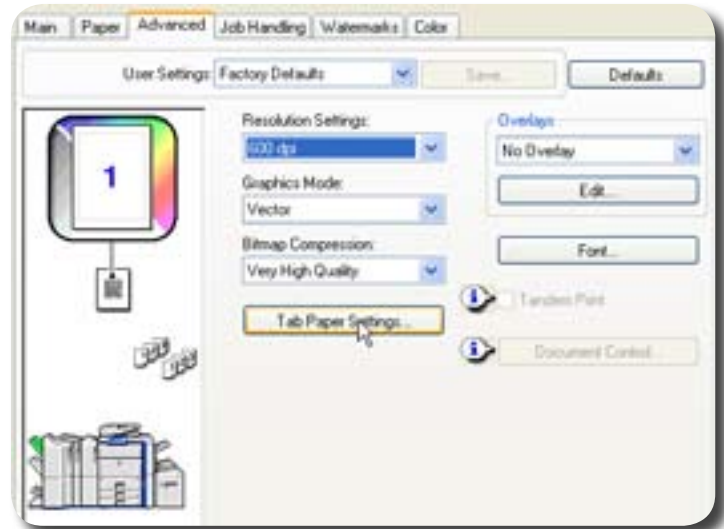 Main Paper Advanced Job Handling Watermarks Color
User Settings: Factory Defaults Save... Defaults
Resolution Settings:
600 dpi
Graphics Mode:
Vector
Bitmap Compression:
Very High Quality
Tab Paper Settings...
Overlays
No Overlay
Edit...
Font...
Tandem Print
Document Control...
1